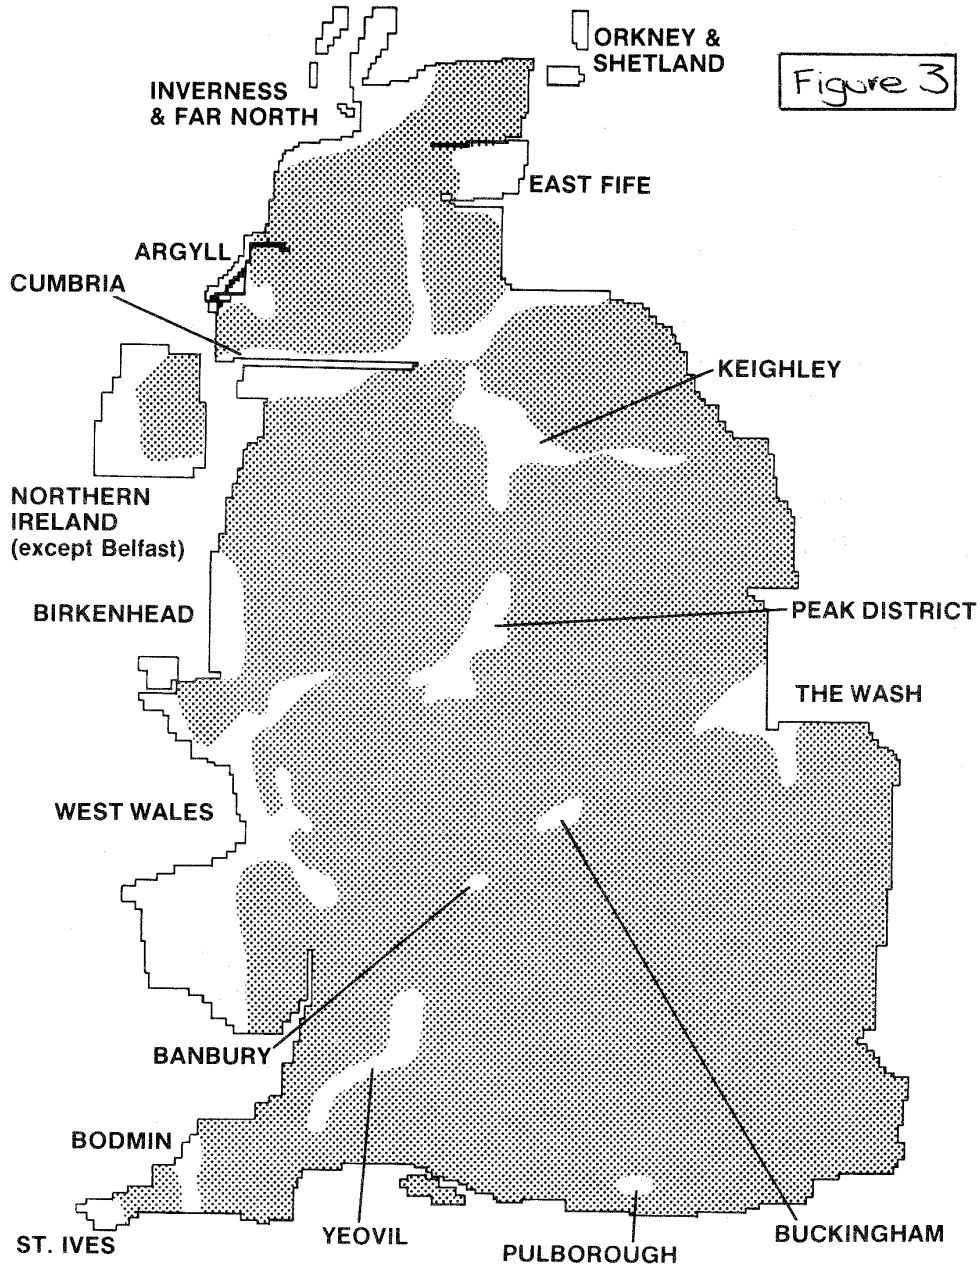 ORKNEY &
SHETLAND
Figure 3
INVERNESS
& FAR NORTH
EAST FIFE
ARGYLL
CUMBRIA
KEIGHLEY
NORTHERN
IRELAND
(except Belfast)
BIRKENHEAD
PEAK DISTRICT
THE WASH
WEST WALES
BANBURY
BODMIN
ST. IVES
YEOVIL
PULBOROUGH
BUCKINGHAM